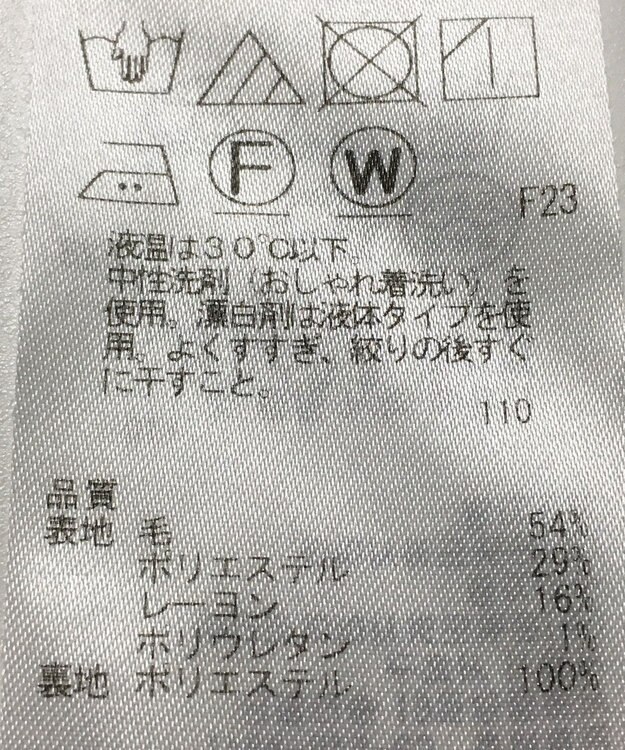 F W F23
液温は30℃以下。
中性洗剤（おしゃれ着洗い）を
使用。漂白剤は液体タイプを使
用。よくすすぎ、絞りの後すぐ
に干すこと。
110
品質
表地 毛 54%
ポリエステル 29%
レーヨン 16%
ポリウレタン 1%
裏地 ポリエステル 100%